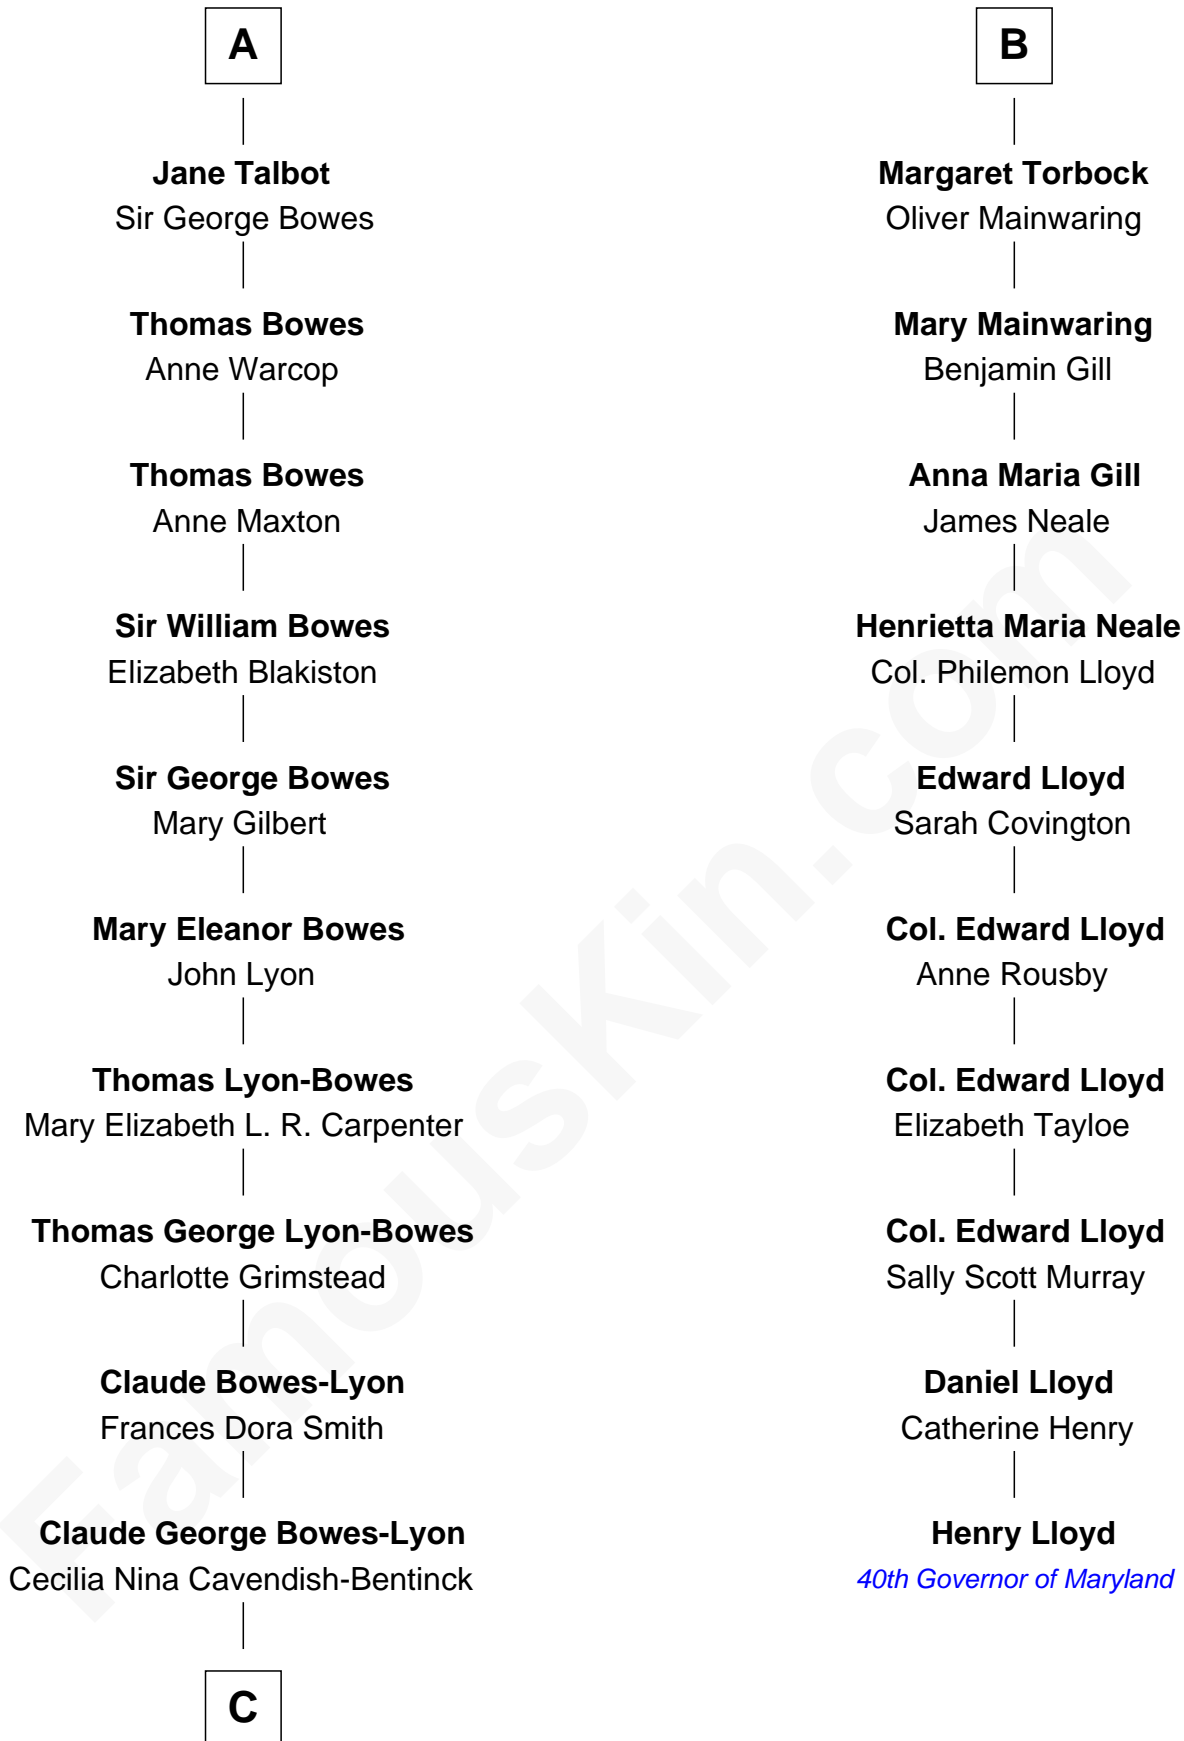 A
Jane Talbot
Sir George Bowes
Thomas Bowes
Anne Warcop
Thomas Bowes
Anne Maxton
Sir William Bowes
Elizabeth Blakiston
Sir George Bowes
Mary Gilbert
Mary Eleanor Bowes
John Lyon
Thomas Lyon-Bowes
Mary Elizabeth L. R. Carpenter
Thomas George Lyon-Bowes
Charlotte Grimstead
Claude Bowes-Lyon
Frances Dora Smith
Claude George Bowes-Lyon
Cecilia Nina Cavendish-Bentinck
C
B
Margaret Torbock
Oliver Mainwaring
Mary Mainwaring
Benjamin Gill
Anna Maria Gill
James Neale
Henrietta Maria Neale
Col. Philemon Lloyd
Edward Lloyd
Sarah Covington
Col. Edward Lloyd
Anne Rousby
Col. Edward Lloyd
Elizabeth Tayloe
Col. Edward Lloyd
Sally Scott Murray
Daniel Lloyd
Catherine Henry
Henry Lloyd
40th Governor of Maryland
FamousKin.com